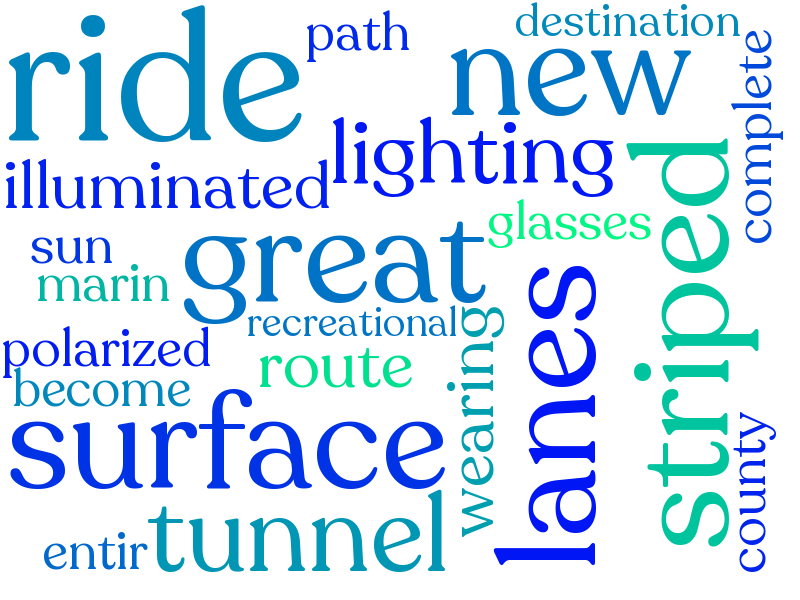 ride
path
new
destination
complete
lighting
illuminated
striped
glasses
sun
great
marin
lanes
recreational
wearing
polarized
route
become
surface
county
tunnel
entir